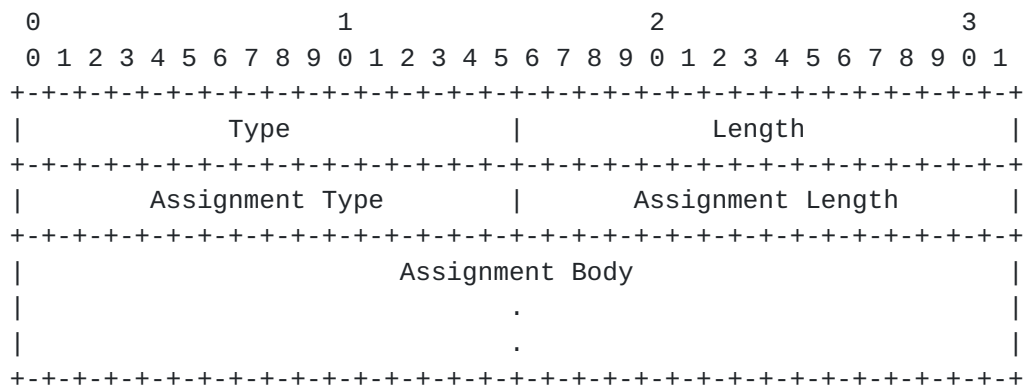 0                   1                   2                   3
 0 1 2 3 4 5 6 7 8 9 0 1 2 3 4 5 6 7 8 9 0 1 2 3 4 5 6 7 8 9 0 1
+-+-+-+-+-+-+-+-+-+-+-+-+-+-+-+-+-+-+-+-+-+-+-+-+-+-+-+-+-+-+-+-+
|             Type              |            Length             |
+-+-+-+-+-+-+-+-+-+-+-+-+-+-+-+-+-+-+-+-+-+-+-+-+-+-+-+-+-+-+-+-+
|        Assignment Type        |       Assignment Length       |
+-+-+-+-+-+-+-+-+-+-+-+-+-+-+-+-+-+-+-+-+-+-+-+-+-+-+-+-+-+-+-+-+
|                        Assignment Body                        |
|                               .                               |
|                               .                               |
+-+-+-+-+-+-+-+-+-+-+-+-+-+-+-+-+-+-+-+-+-+-+-+-+-+-+-+-+-+-+-+-+